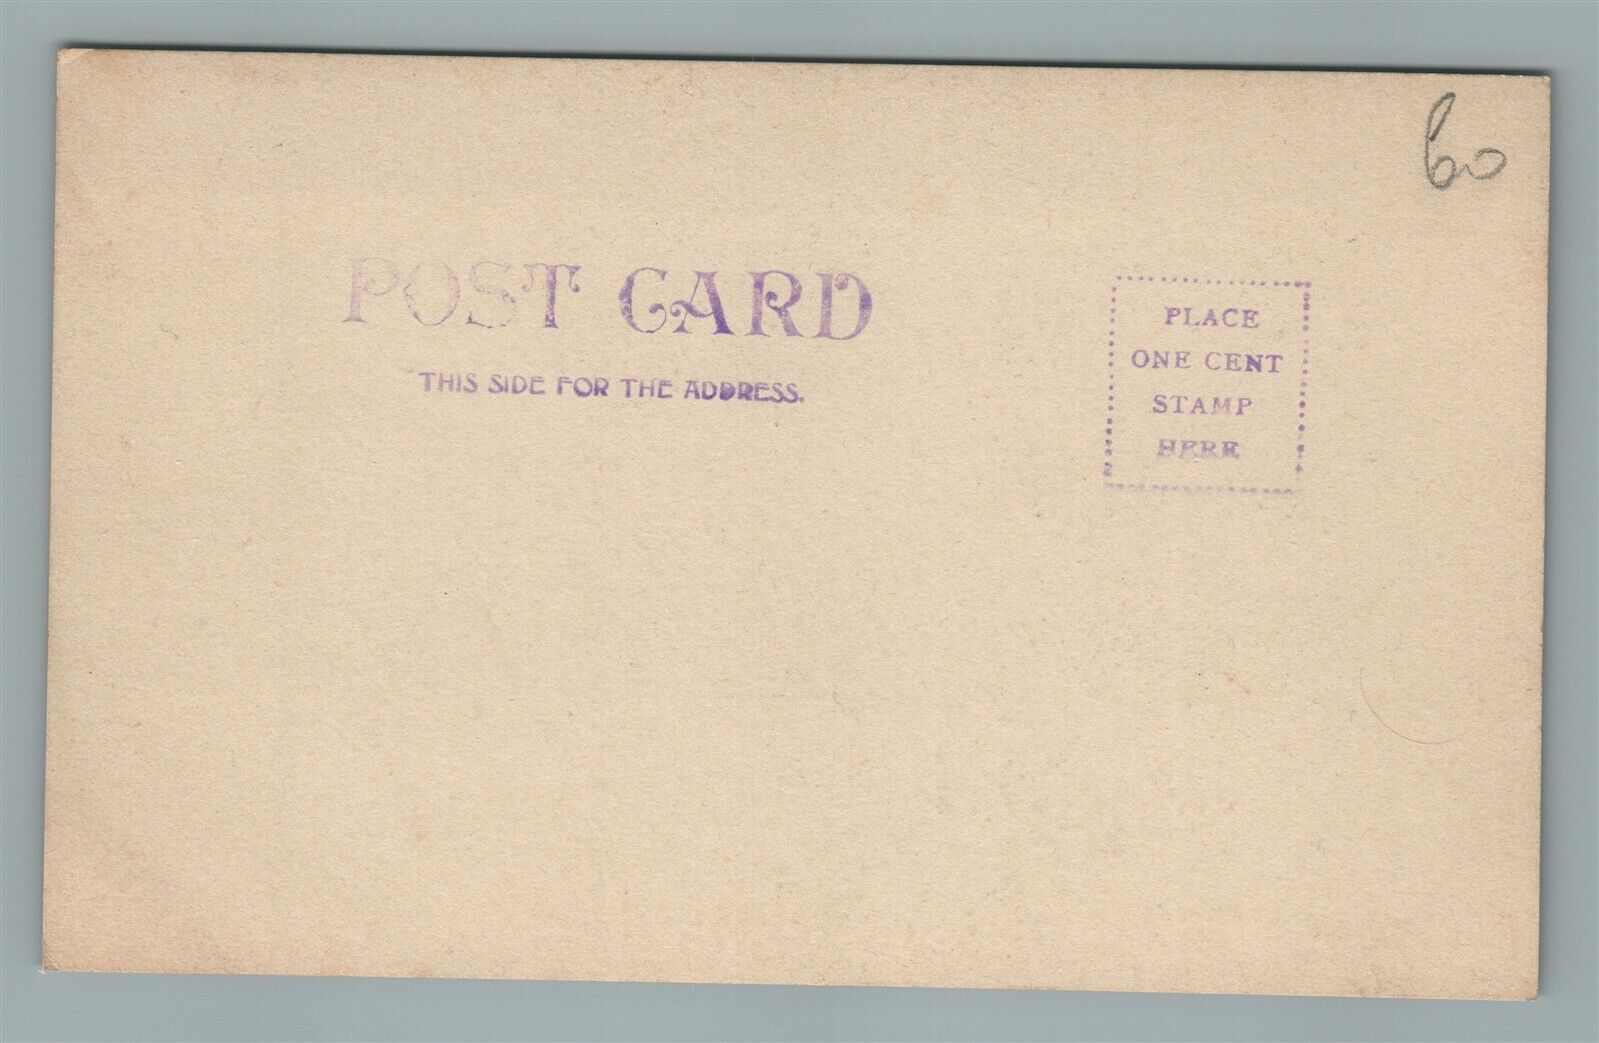 60
POST CARD
THIS SIDE FOR THE ADDRESS.
PLACE
ONE CENT
STAMP
HERE